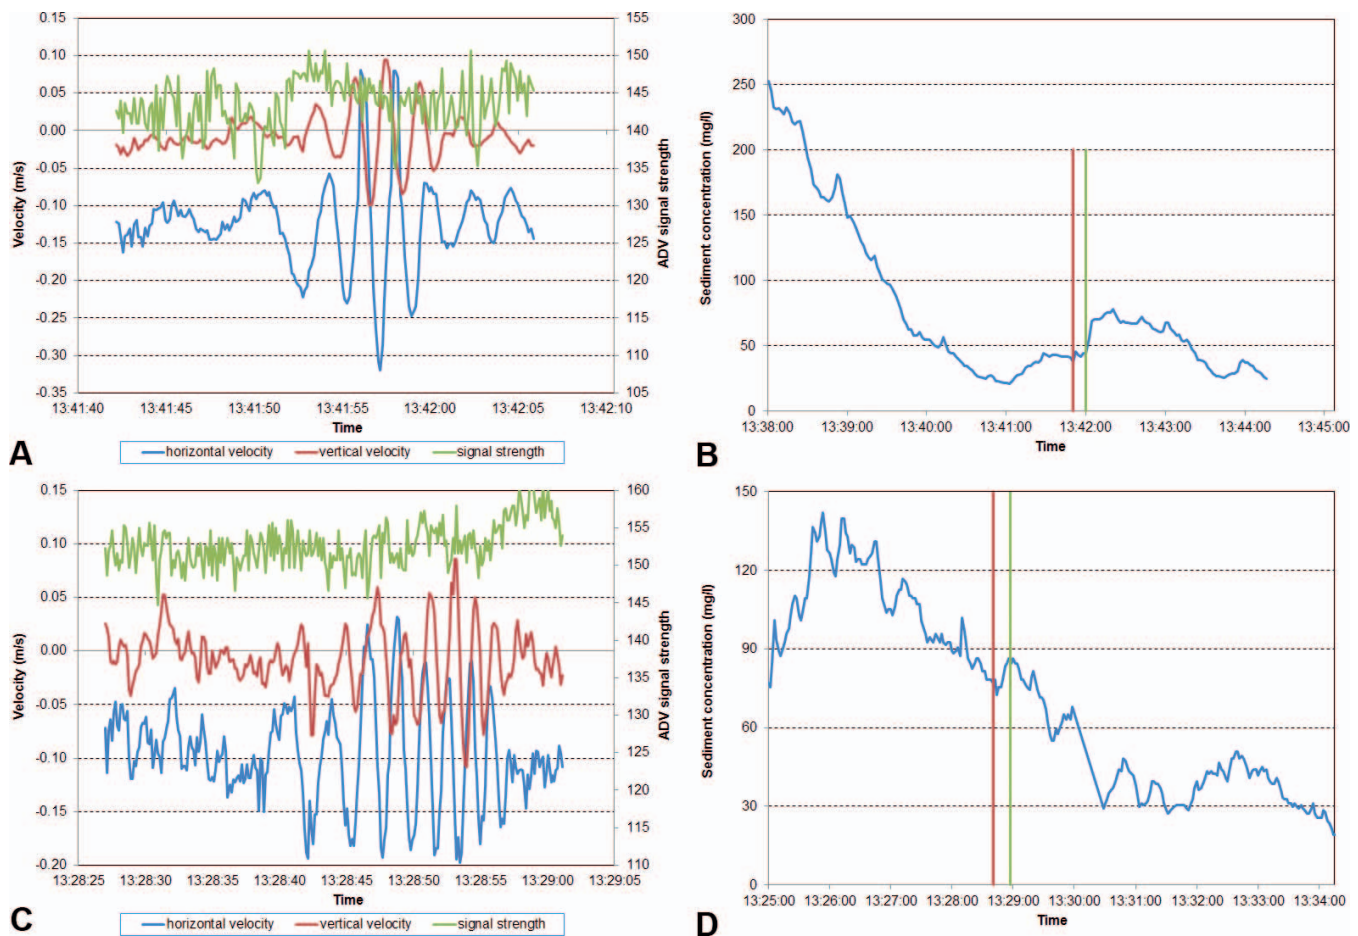 0.15
0.10
0.05
0.00
-0.05
-0.10
-0.15
-0.20
-0.25
-0.30
-0.35
Velocity (m/s)
155
150
145
140
135
130
125
120
115
110
105
ADV signal strength
13:41:40 13:41:45 13:41:50 13:41:55 13:42:00 13:42:05 13:42:10
Time
A
horizontal velocity vertical velocity signal strength
300
250
200
150
100
50
0
Sediment concentration (mg/l)
13:38:00 13:39:00 13:40:00 13:41:00 13:42:00 13:43:00 13:44:00 13:45:00
Time
B
0.15
0.10
0.05
0.00
-0.05
-0.10
-0.15
-0.20
Velocity (m/s)
160
155
150
145
140
135
130
125
120
115
110
ADV signal strength
13:28:25 13:28:30 13:28:35 13:28:40 13:28:45 13:28:50 13:28:55 13:29:00 13:29:05
Time
C
horizontal velocity vertical velocity signal strength
150
120
90
60
30
0
Sediment concentration (mg/l)
13:25:00 13:26:00 13:27:00 13:28:00 13:29:00 13:30:00 13:31:00 13:32:00 13:33:00 13:34:00
Time
D